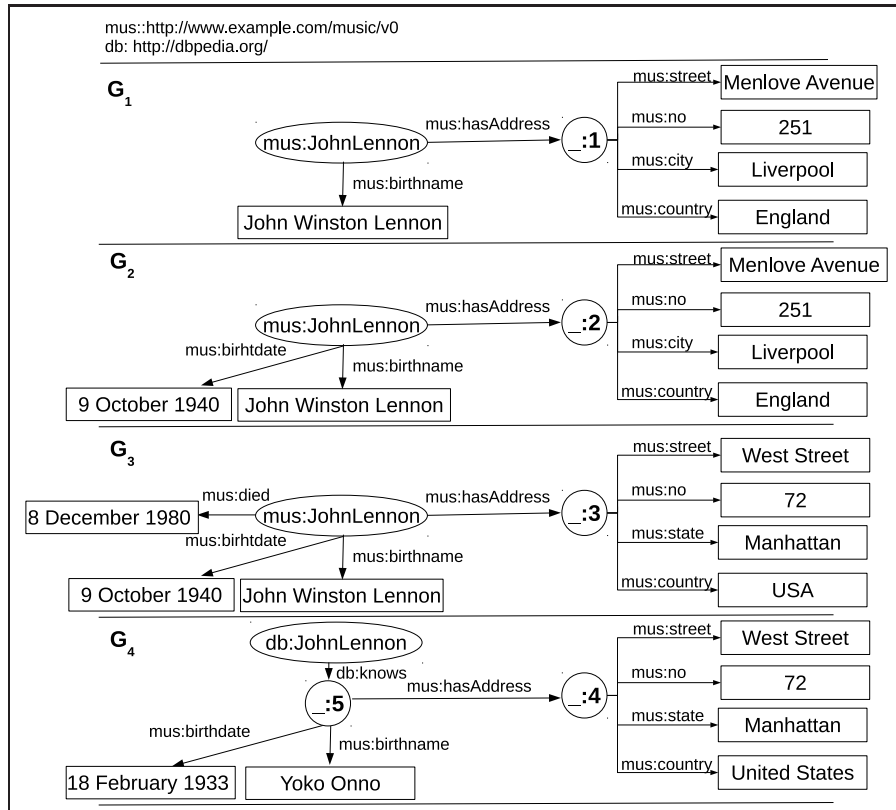 mus::http://www.example.com/music/v0
db: http://dbpedia.org/
G1
mus:street
Menlove Avenue
mus:hasAddress
mus:no
251
mus:JohnLennon
_:1
mus:city
Liverpool
mus:birthname
mus:country
England
John Winston Lennon
G2
mus:street
Menlove Avenue
mus:hasAddress
mus:no
251
mus:JohnLennon
_:2
mus:birhtdate
mus:city
Liverpool
mus:birthname
mus:country
England
9 October 1940
John Winston Lennon
G3
mus:street
West Street
mus:died
mus:hasAddress
mus:no
72
8 December 1980
mus:JohnLennon
_:3
mus:birhtdate
mus:state
Manhattan
mus:birthname
mus:country
USA
9 October 1940
John Winston Lennon
G4
mus:street
West Street
db:JohnLennon
db:knows
mus:no
72
mus:hasAddress
_:5
_:4
mus:birthdate
mus:state
Manhattan
mus:birthname
mus:country
United States
18 February 1933
Yoko Onno